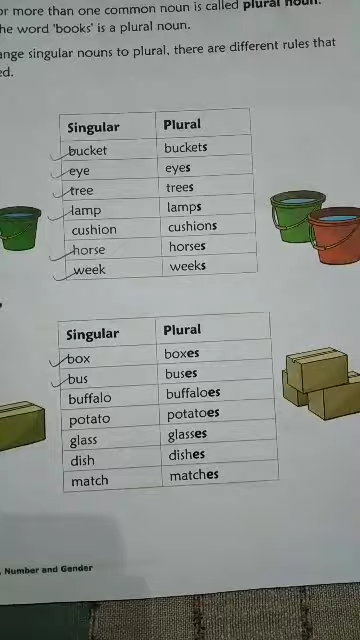 or more than one common noun is called plural noun.
he word 'books' is a plural noun.
ange singular nouns to plural, there are different rules that
ed.
Singular Plural
bucket buckets
eye eyes
tree trees
lamp lamps
cushion cushions
horse horses
week weeks
Singular Plural
box boxes
bus buses
buffalo buffaloes
potato potatoes
glass glasses
dish dishes
match matches
Number and Gender